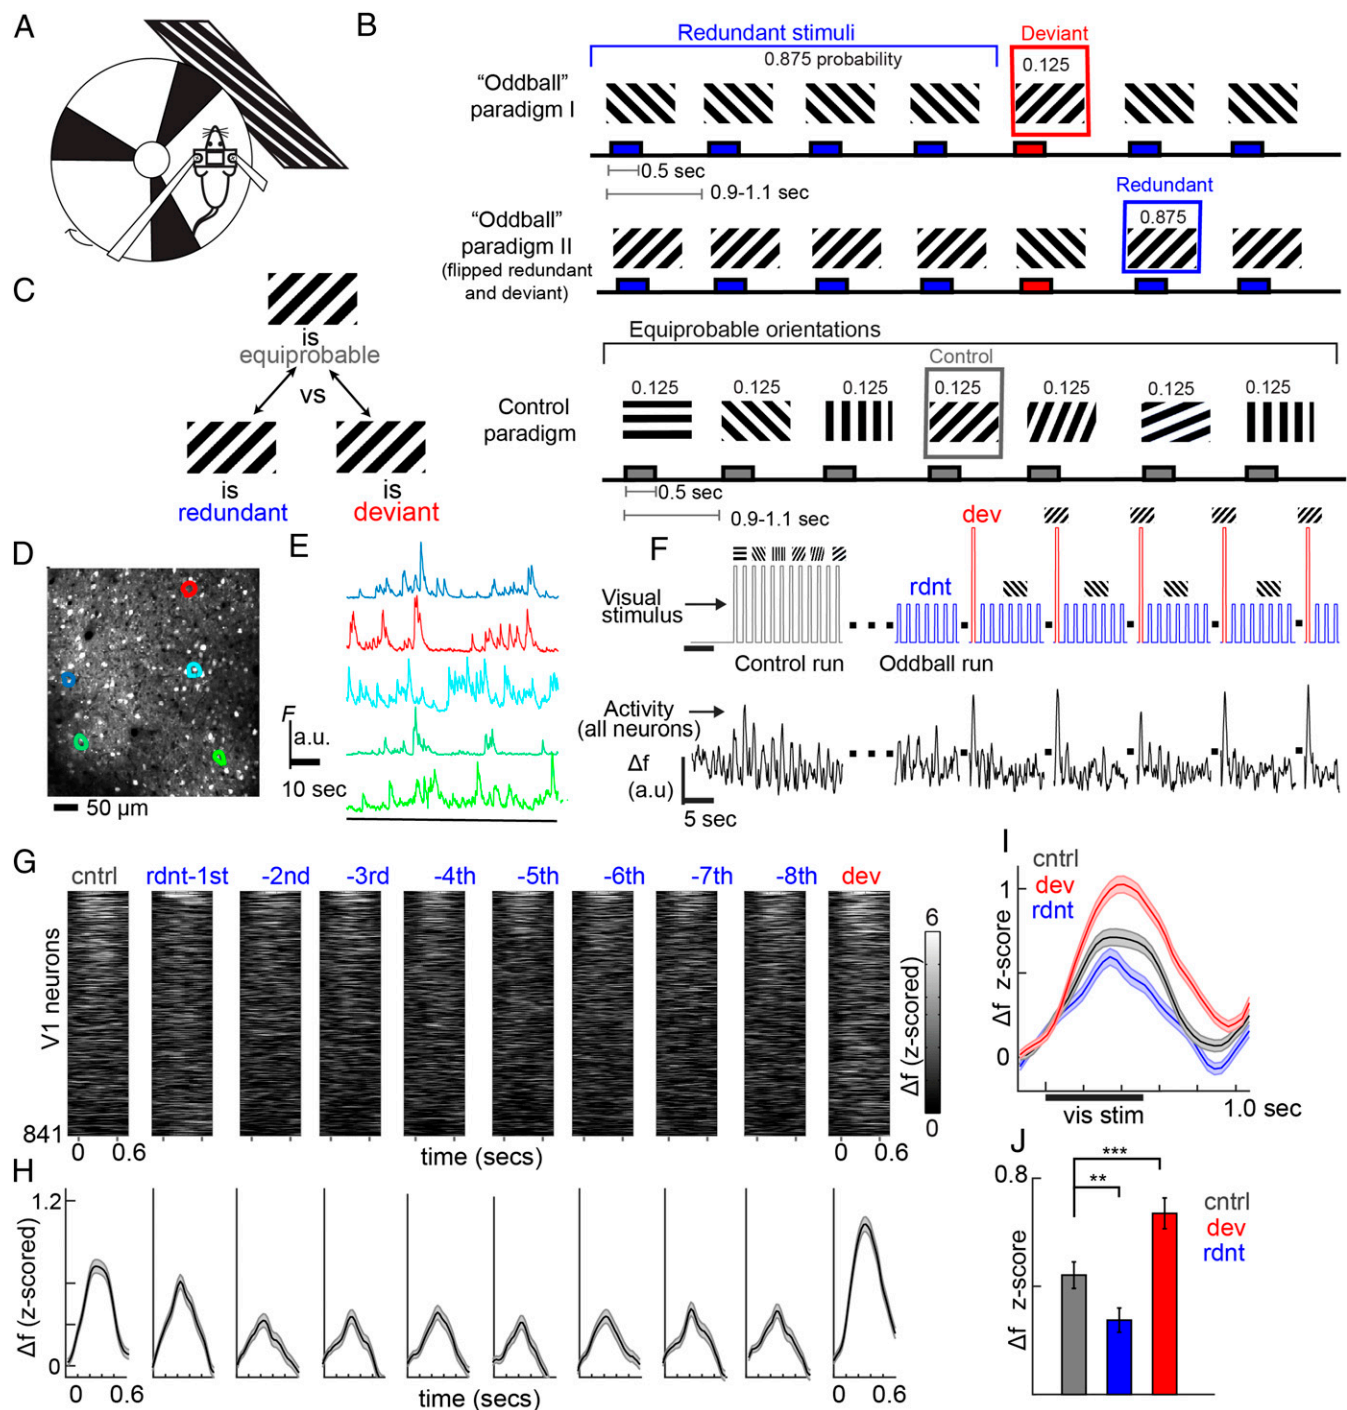 A
B
Redundant stimuli
Deviant
0.875 probability
0.125
"Oddball"
paradigm I
0.5 sec
0.9-1.1 sec
Redundant
0.875
"Oddball"
paradigm II
(flipped redundant
and deviant)
C
is
equiprobable
vs
is
redundant
is
deviant
Equiprobable orientations
Control
0.125 0.125 0.125 0.125 0.125 0.125 0.125
Control
paradigm
0.5 sec
0.9-1.1 sec
D
50 µm
E
F
a.u.
10 sec
F
Visual
stimulus
dev
rdnt
Control run
Oddball run
Activity
(all neurons)
Δf
(a.u)
5 sec
G
cntrl rdnt-1st -2nd -3rd -4th -5th -6th -7th -8th dev
V1 neurons
841
0 0.6
time (secs)
0 0.6
6
Δf (z-scored)
0
H
1.2
Δf (z-scored)
0
0 0.6
time (secs)
0 0.6
I
cntrl
dev
rdnt
1
Δf z-score
0
vis stim
1.0 sec
J
0.8
***
**
Δf z-score
cntrl
dev
rdnt